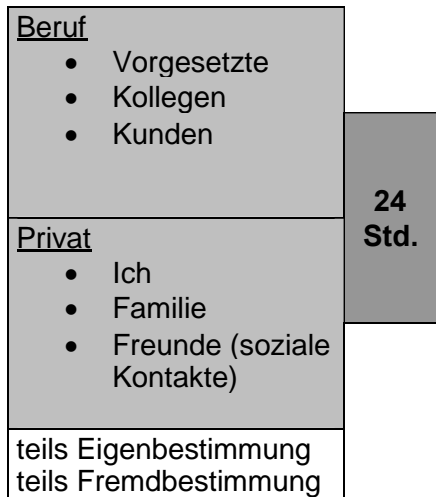 Beruf
• Vorgesetzte
• Kollegen
• Kunden
24
Std.
Privat
• Ich
• Familie
• Freunde (soziale
Kontakte)
teils Eigenbestimmung
teils Fremdbestimmung